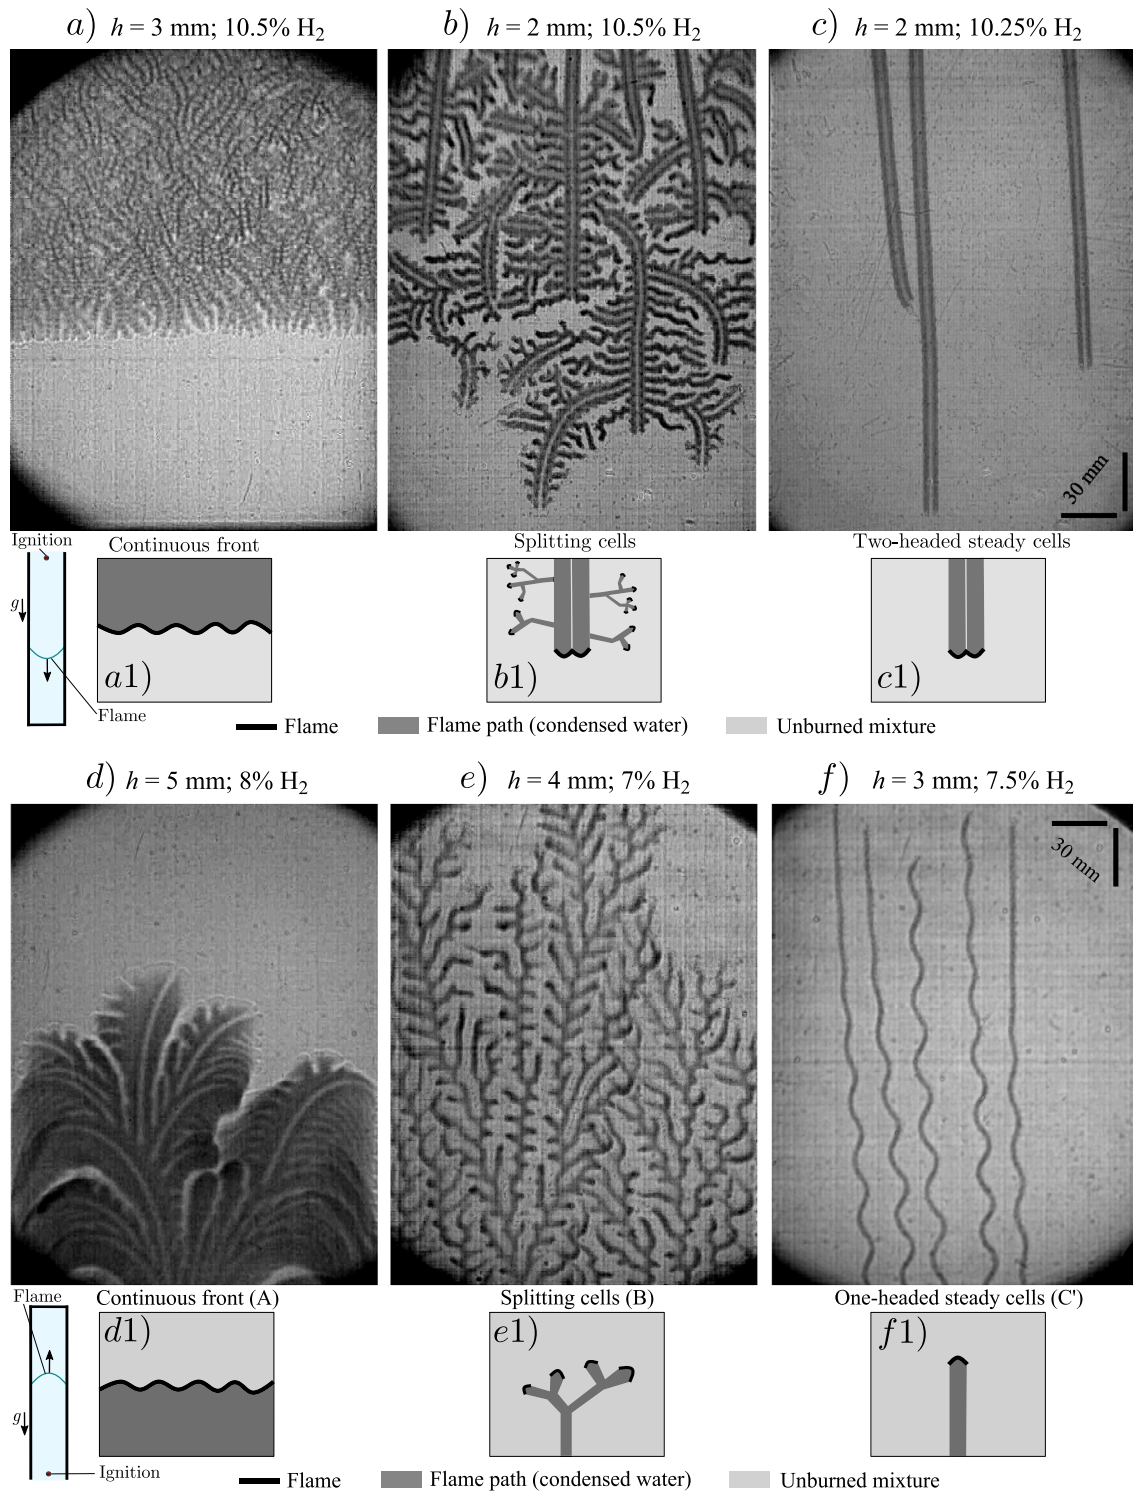 a) h = 3 mm; 10.5% H2
b) h = 2 mm; 10.5% H2
c) h = 2 mm; 10.25% H2
30 mm
Ignition
g
Flame
Continuous front
a1)
Splitting cells
b1)
Two-headed steady cells
c1)
Flame
Flame path (condensed water)
Unburned mixture
d) h = 5 mm; 8% H2
e) h = 4 mm; 7% H2
f) h = 3 mm; 7.5% H2
30 mm
Flame
g
Ignition
Continuous front (A)
d1)
Splitting cells (B)
e1)
One-headed steady cells (C')
f1)
Flame
Flame path (condensed water)
Unburned mixture